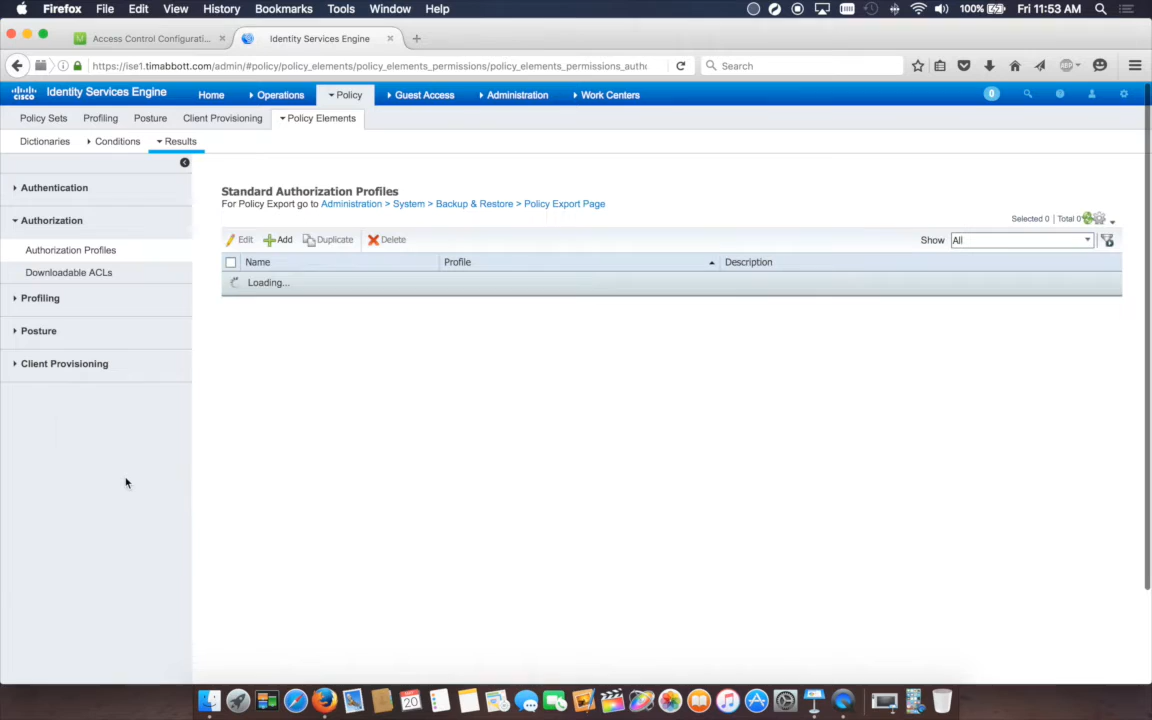 Firefox File Edit View History Bookmarks Tools Window Help 100% Fri 11:53 AM
Access Control Configurati... Identity Services Engine
https://ise1.timabbott.com/admin/#policy/policy_elements/policy_elements_permissions/policy_elements_permissions_autho Search
CISCO Identity Services Engine Home Operations Policy Guest Access Administration Work Centers 0
Policy Sets Profiling Posture Client Provisioning Policy Elements
Dictionaries Conditions Results
Authentication
Authorization
Authorization Profiles
Downloadable ACLs
Profiling
Posture
Client Provisioning
Standard Authorization Profiles
For Policy Export go to Administration > System > Backup & Restore > Policy Export Page
Selected 0 | Total 0
Edit Add Duplicate Delete Show All
Name Profile Description
Loading...
20